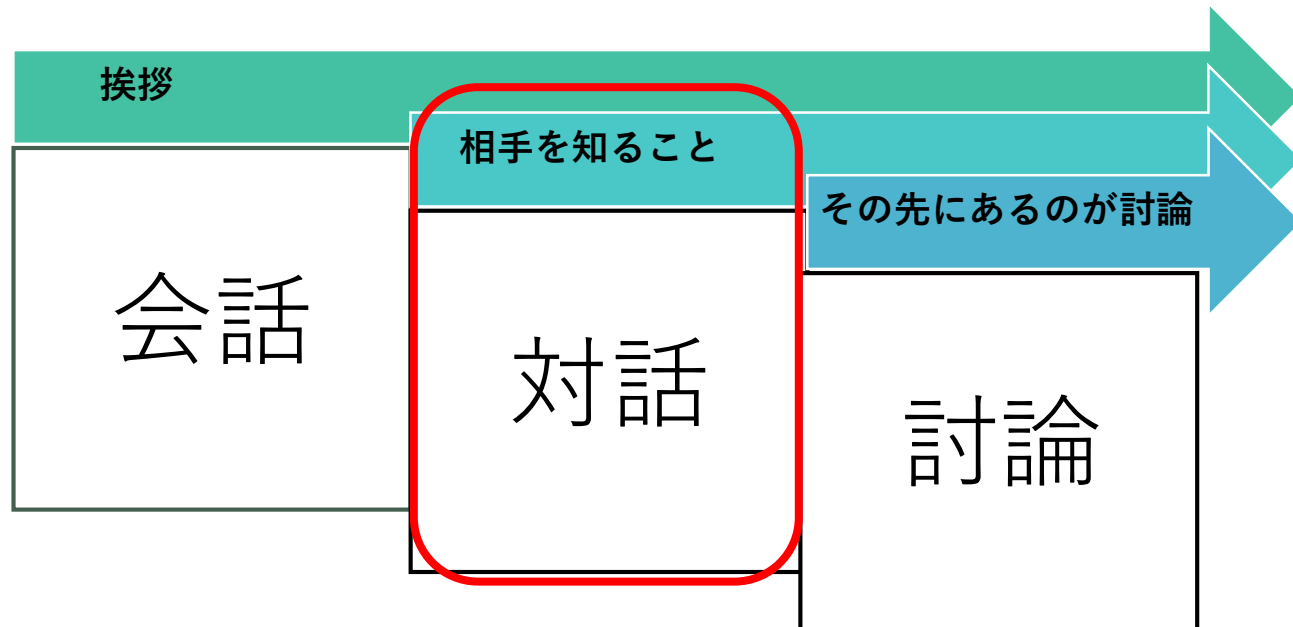 挨拶
相手を知ること
その先にあるのが討論
会話
対話
討論